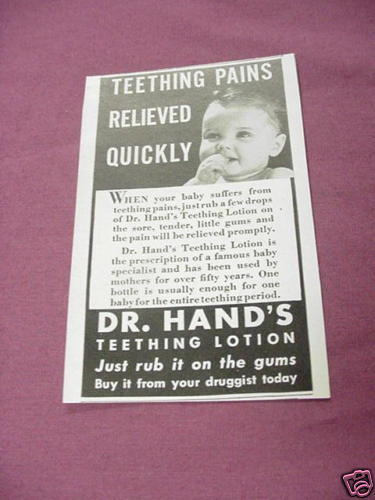 TEETHING PAINS
RELIEVED
QUICKLY
WHEN your baby suffers from
teething pains, just rub a few drops
of Dr. Hand's Teething Lotion on
the sore, tender, little gums and
the pain will be relieved promptly.
Dr. Hand's Teething Lotion is
the prescription of a famous baby
specialist and has been used by
mothers for over fifty years. One
bottle is usually enough for one
baby for the entire teething period.
DR. HAND'S
TEETHING LOTION
Just rub it on the gums
Buy it from your druggist today